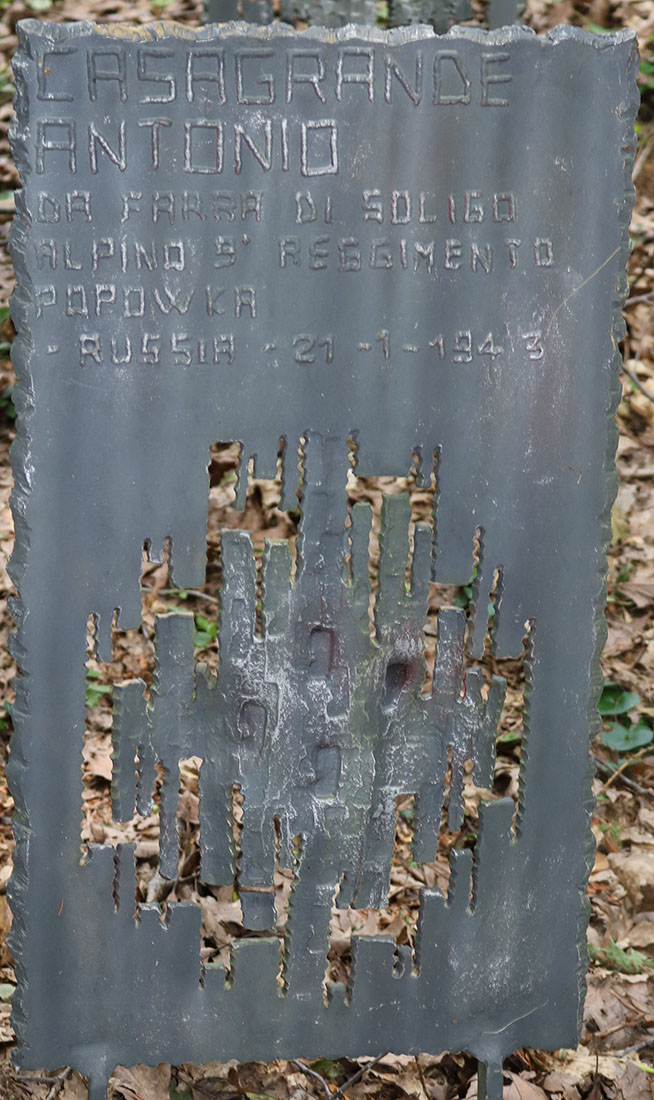 CASAGRANDE
ANTONIO
DA FARRA DI SOLIGO
ALPINO 9° REGGIMENTO
POPOWKA
- RUSSIA - 21 - 1 - 1943